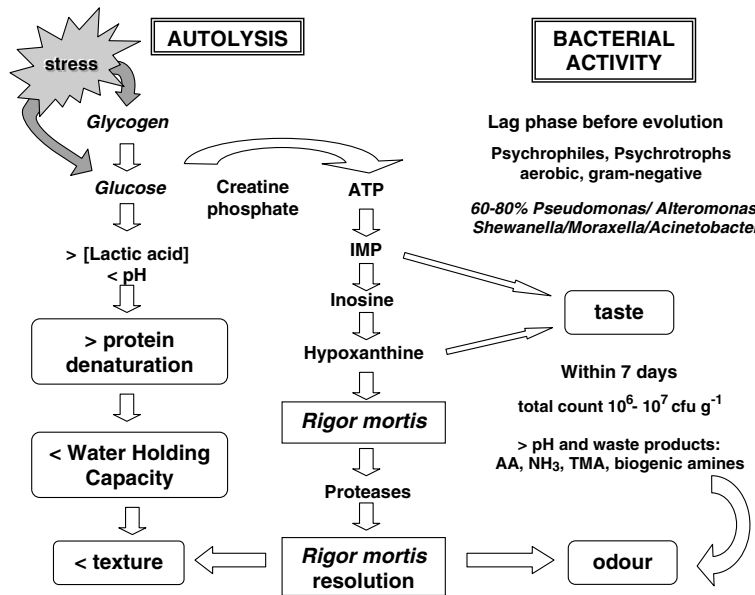 AUTOLYSIS
BACTERIAL
ACTIVITY
stress
Glycogen
Glucose
Creatine
phosphate
ATP
> [Lactic acid]
< pH
IMP
Inosine
Hypoxanthine
> protein
denaturation
Rigor mortis
< Water Holding
Capacity
Proteases
< texture
Rigor mortis
resolution
Lag phase before evolution
Psychrophiles, Psychrotrophs
aerobic, gram-negative
60-80% Pseudomonas/ Alteromonas
Shewanella/Moraxella/Acinetobacter
taste
Within 7 days
total count 10⁶- 10⁷ cfu g⁻¹
> pH and waste products:
AA, NH₃, TMA, biogenic amines
odour